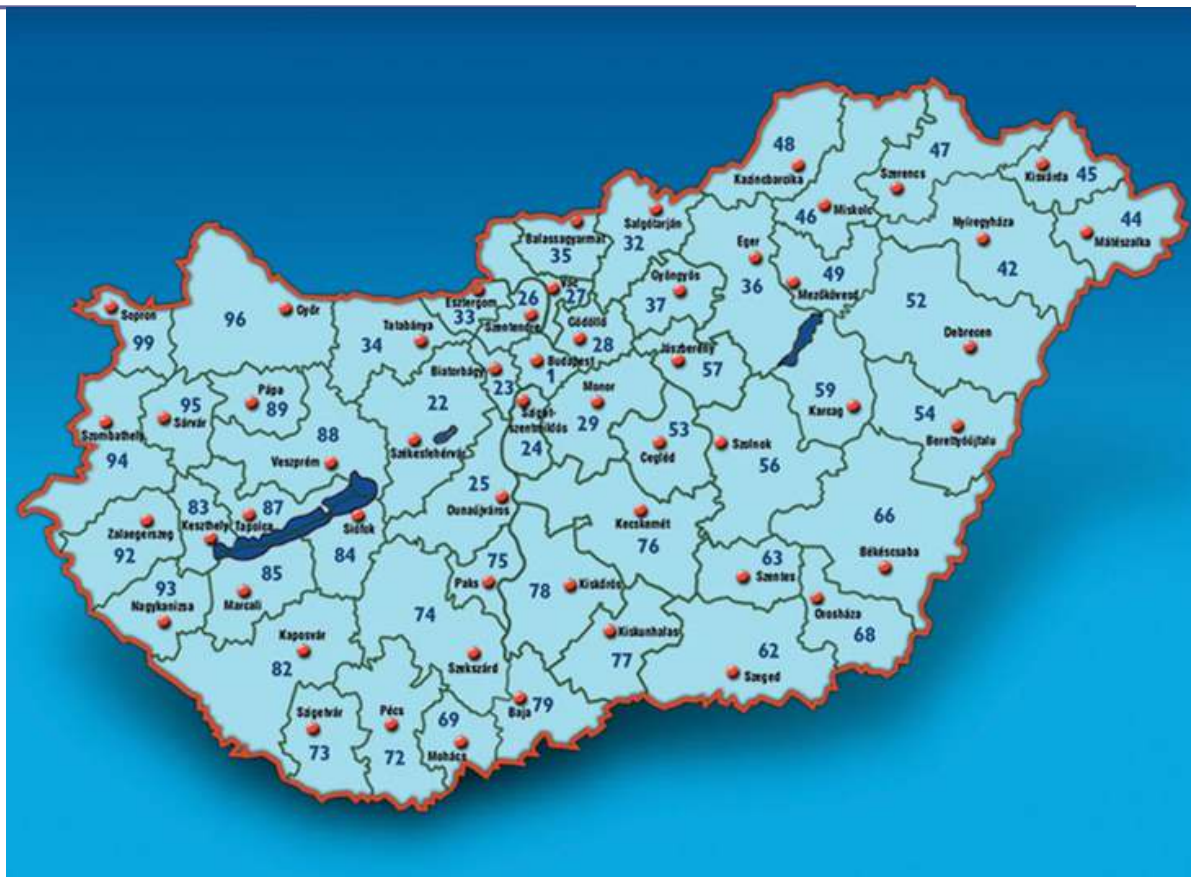 48
Kazincbarcika
47
Szerencs
Kisvárda
45
46
Miskolc
Nyíregyháza
44
Mátészalka
42
Salgótarján
32
Balassagyarmat
35
Eger
36
49
Mezőkövesd
52
Debrecen
Gyöngyös
37
Vác
27
26
Szentendre
Esztergom
33
Gödöllő
28
Sopron
99
96
Győr
Tatabánya
34
Biatorbágy
23
Budapest
1
Jászberény
57
59
Karcag
54
Berettyóújfalu
Pápa
89
95
Sárvár
Szombathely
94
88
Veszprém
22
Székesfehérvár
Sziget-
szentmiklós
24
Monor
29
53
Cegléd
Szolnok
56
25
Dunaújváros
83
Keszthely
87
Tapolca
Siófok
84
Zalaegerszeg
92
93
Nagykanizsa
85
Marcali
Kecskemét
76
66
Békéscsaba
63
Szentes
Orosháza
68
75
Paks
78
Kiskőrös
74
Szekszárd
Kiskunhalas
77
62
Szeged
Kaposvár
82
Szigetvár
73
Pécs
72
69
Mohács
Baja
79